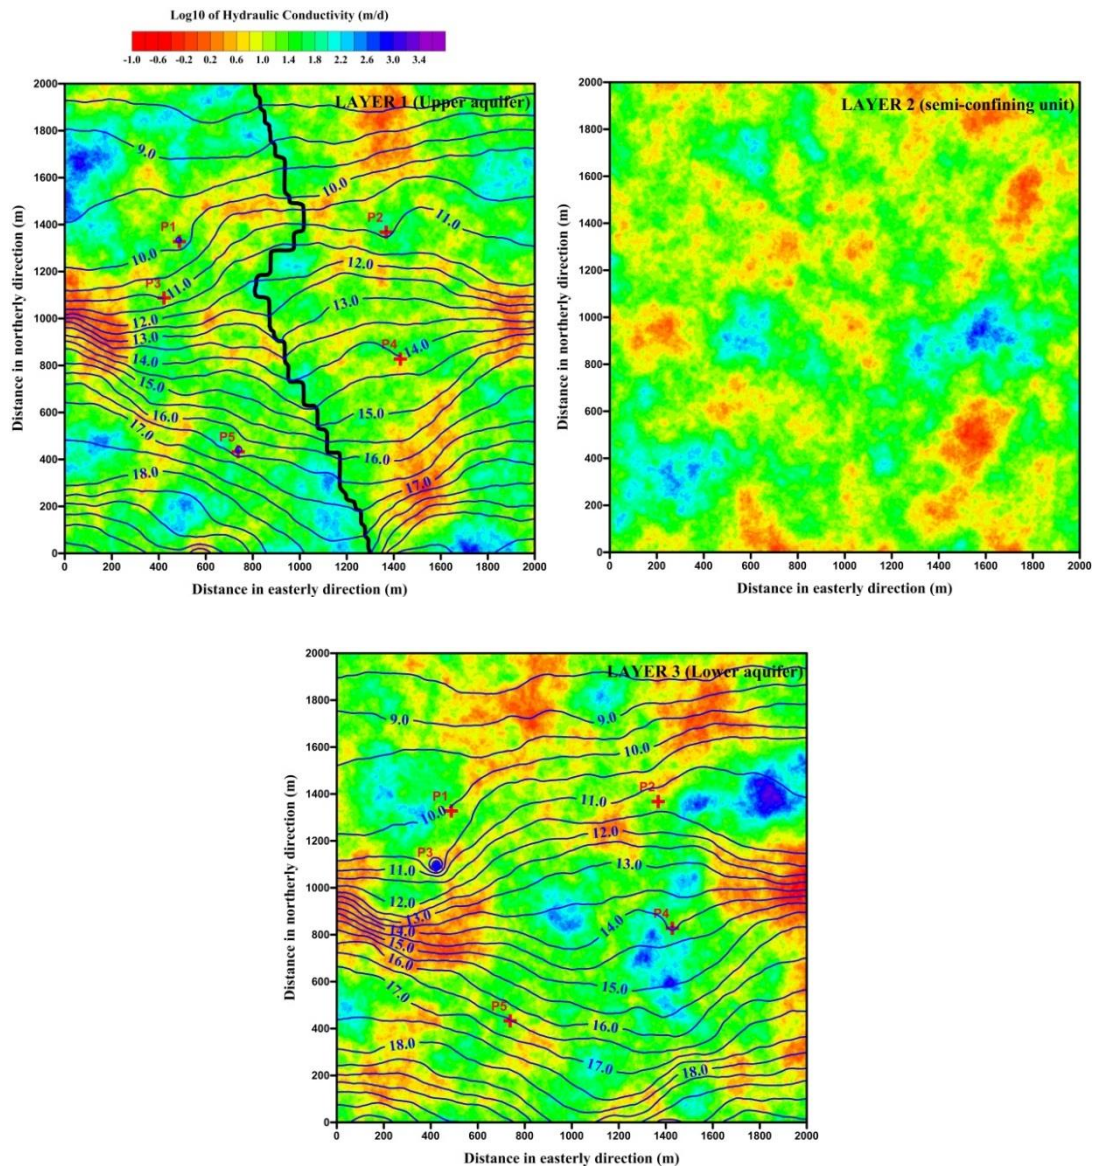 Log10 of Hydraulic Conductivity (m/d)
-1.0 -0.6 -0.2 0.2 0.6 1.0 1.4 1.8 2.2 2.6 3.0 3.4
LAYER 1 (Upper aquifer)
2000
1800
1600
1400
1200
1000
800
600
400
200
0
Distance in northerly direction (m)
9.0
10.0
P1
P2
11.0
10.0
P3
11.0
12.0
12.0
13.0
13.0
14.0
P4
14.0
15.0
15.0
16.0
17.0
P5
16.0
18.0
17.0
0 200 400 600 800 1000 1200 1400 1600 1800 2000
Distance in easterly direction (m)
LAYER 2 (semi-confining unit)
2000
1800
1600
1400
1200
1000
800
600
400
200
0
Distance in northerly direction (m)
0 200 400 600 800 1000 1200 1400 1600 1800 2000
Distance in easterly direction (m)
LAYER 3 (Lower aquifer)
2000
1800
1600
1400
1200
1000
800
600
400
200
0
Distance in northerly direction (m)
9.0
9.0
10.0
P1
P2
10.0
11.0
P3
12.0
11.0
13.0
12.0
13.0
14.0
14.0
P4
15.0
16.0
15.0
17.0
P5
16.0
18.0
17.0
18.0
0 200 400 600 800 1000 1200 1400 1600 1800 2000
Distance in easterly direction (m)